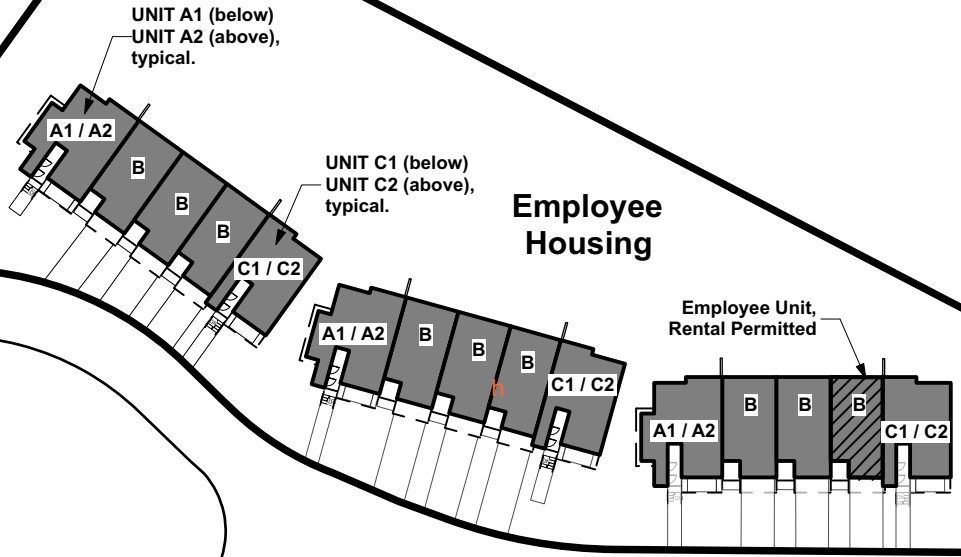 UNIT A1 (below)
UNIT A2 (above),
typical.
A1 / A2
B
B
B
C1 / C2
UNIT C1 (below)
UNIT C2 (above),
typical.
Employee
Housing
A1 / A2
B
B
B
h
C1 / C2
Employee Unit,
Rental Permitted
A1 / A2
B
B
B
C1 / C2